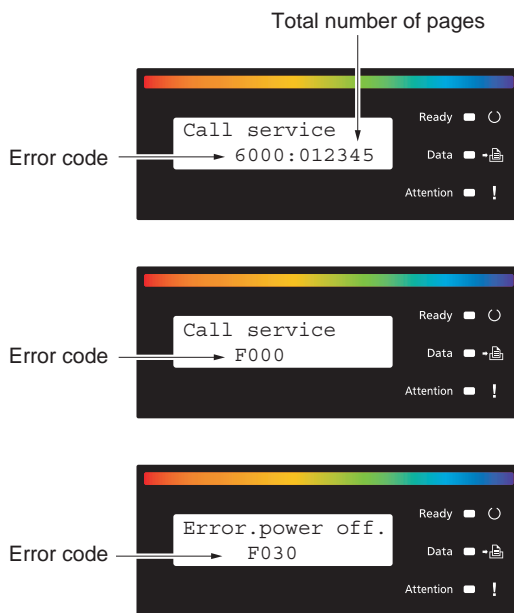 Total number of pages
Ready
Call service
Error code
6000:012345
Data
Attention !
Ready
Call service
Error code
F000
Data
Attention !
Ready
Error.power off.
Error code
F030
Data
Attention !